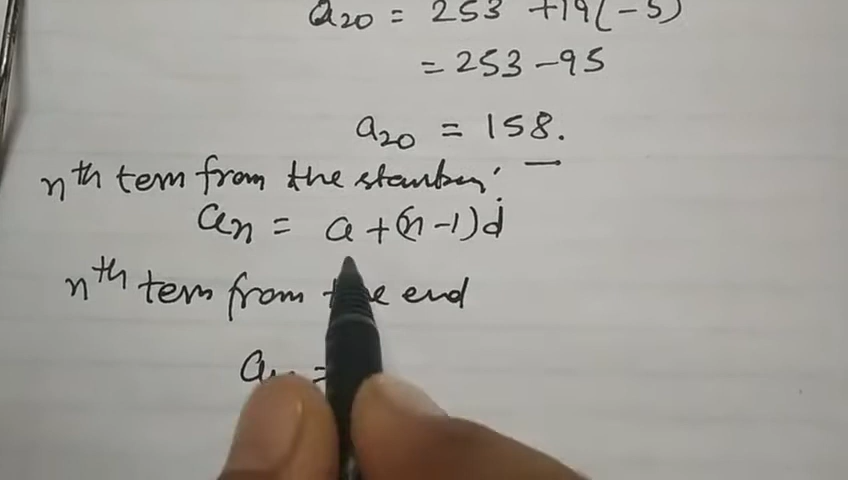 a20 = 253 +19(-5)
= 253 -95
a20 = 158.
nth term from the
an = a +(n-1)d
nth term from the end
an =